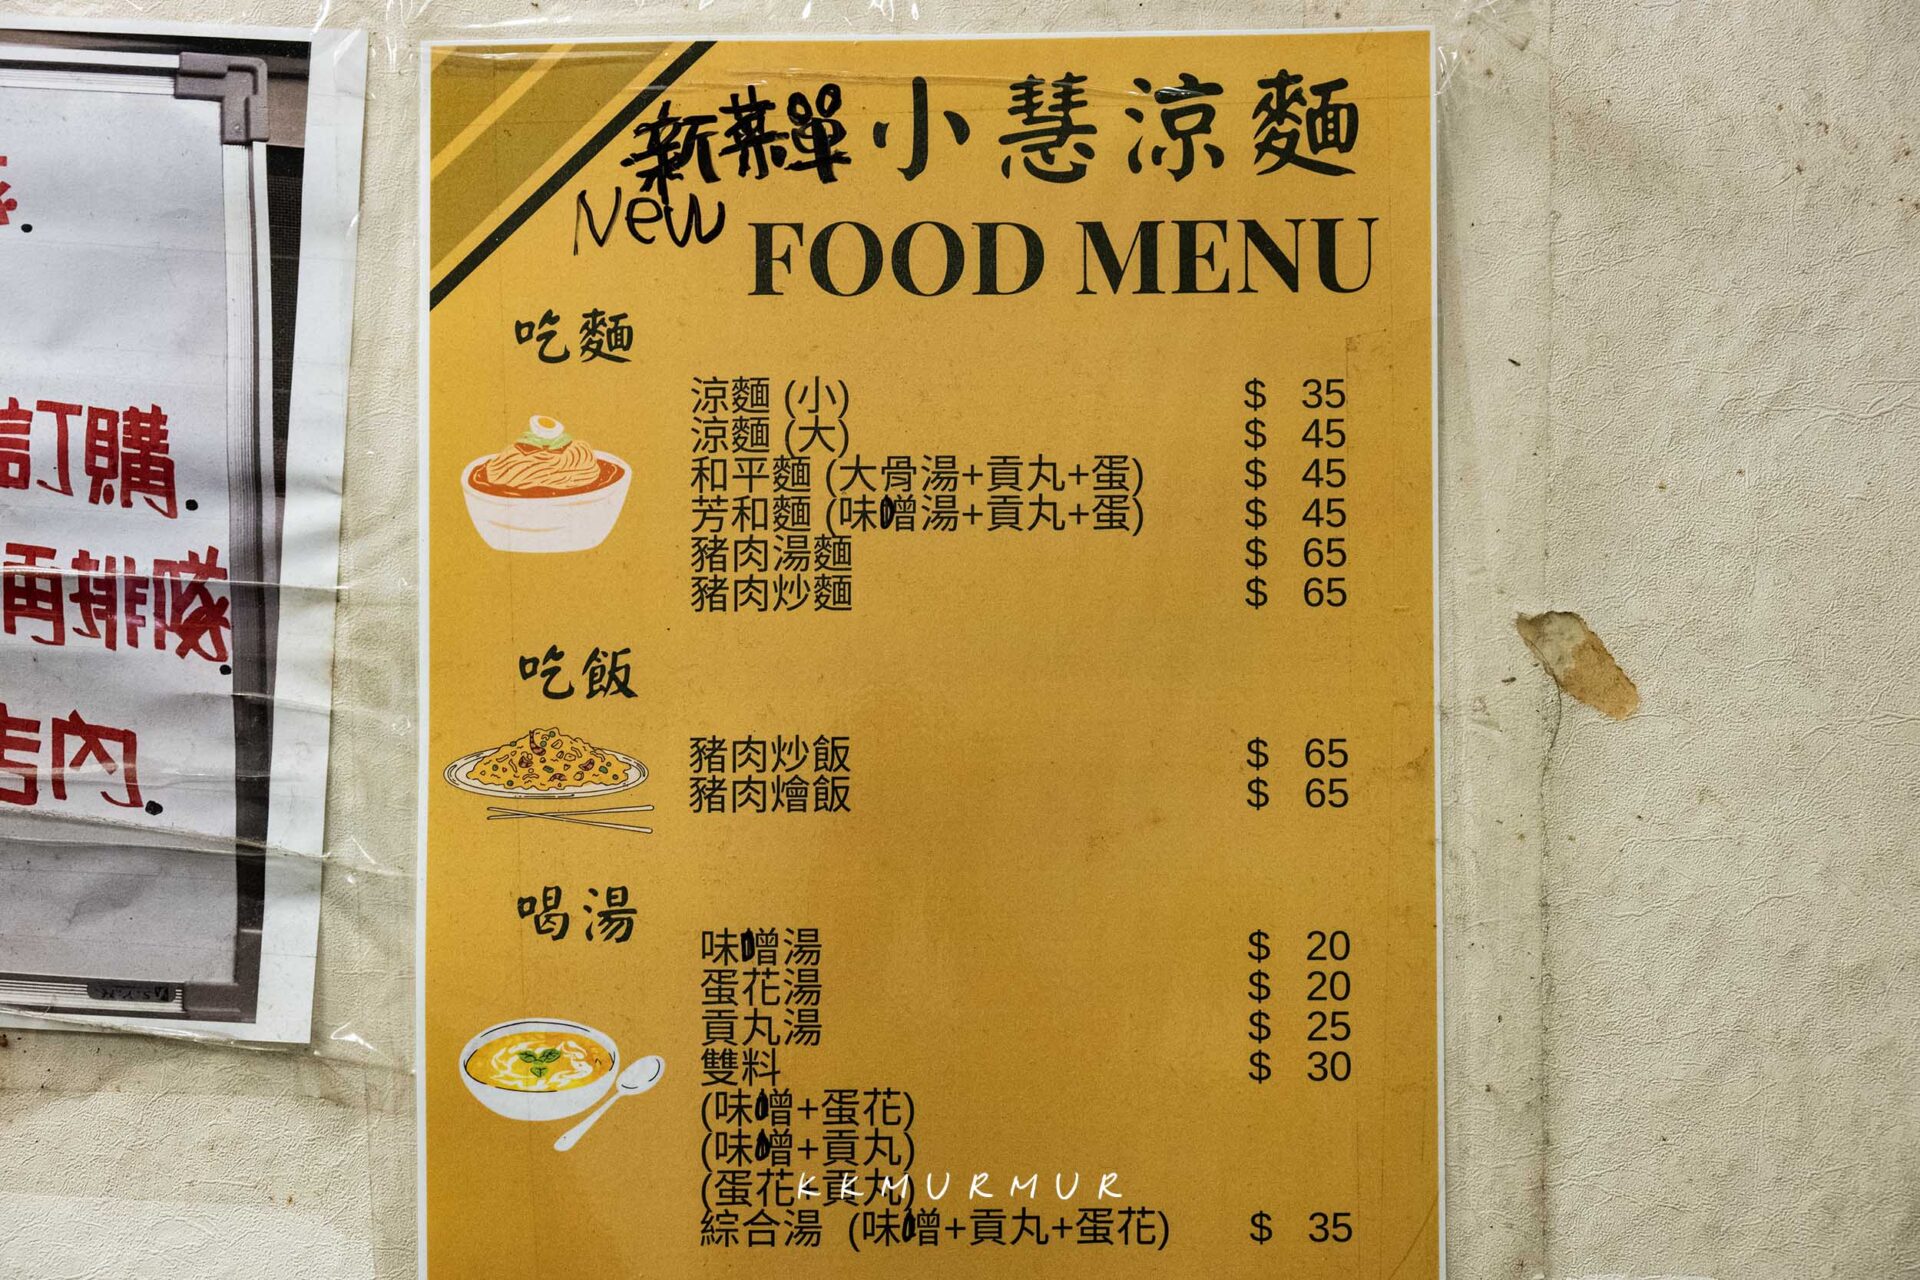 訂購.
再排隊.
店內.
新菜單 小慧涼麵
New FOOD MENU
吃麵
涼麵 (小) $ 35
涼麵 (大) $ 45
和平麵 (大骨湯+貢丸+蛋) $ 45
芳和麵 (味噌湯+貢丸+蛋) $ 45
豬肉湯麵 $ 65
豬肉炒麵 $ 65
吃飯
豬肉炒飯 $ 65
豬肉燴飯 $ 65
喝湯
味噌湯 $ 20
蛋花湯 $ 20
貢丸湯 $ 25
雙料 $ 30
(味噌+蛋花)
(味噌+貢丸)
(蛋花+貢丸)
KKMURMUR
綜合湯 (味噌+貢丸+蛋花) $ 35